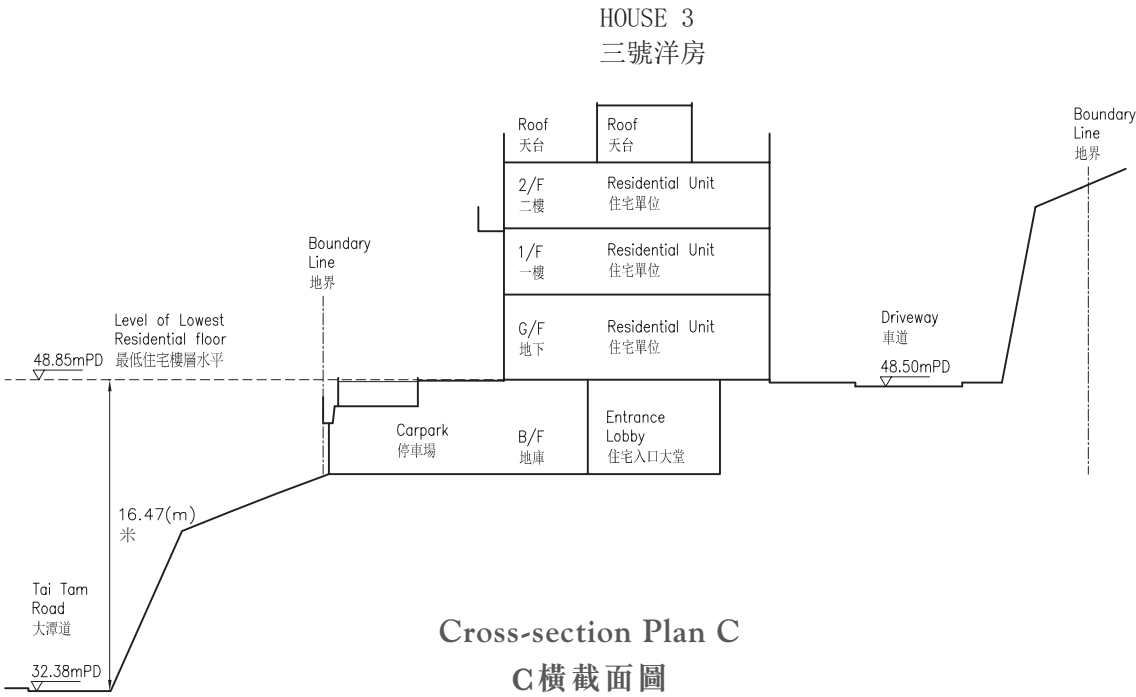 HOUSE 3
三號洋房
Boundary
Line
地界
Roof
天台
Roof
天台
2/F
二樓
Residential Unit
住宅單位
1/F
一樓
Residential Unit
住宅單位
G/F
地下
Residential Unit
住宅單位
Boundary
Line
地界
Level of Lowest
Residential floor
最低住宅樓層水平
48.85mPD
Driveway
車道
48.50mPD
Carpark
停車場
B/F
地庫
Entrance
Lobby
住宅入口大堂
16.47(m)
米
Tai Tam
Road
大潭道
32.38mPD
Cross-section Plan C
C橫截面圖